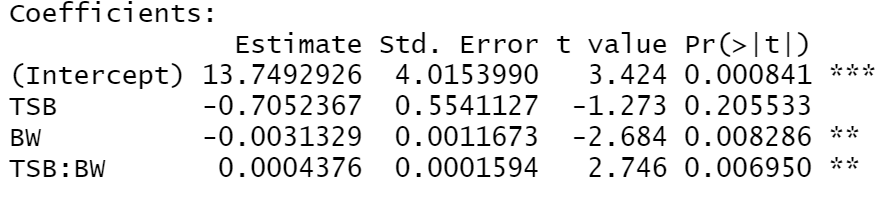 Coefficients:
Estimate Std. Error t value Pr(>|t|)
(Intercept) 13.7492926 4.0153990 3.424 0.000841 ***
TSB -0.7052367 0.5541127 -1.273 0.205533
BW -0.0031329 0.0011673 -2.684 0.008286 **
TSB:BW 0.0004376 0.0001594 2.746 0.006950 **